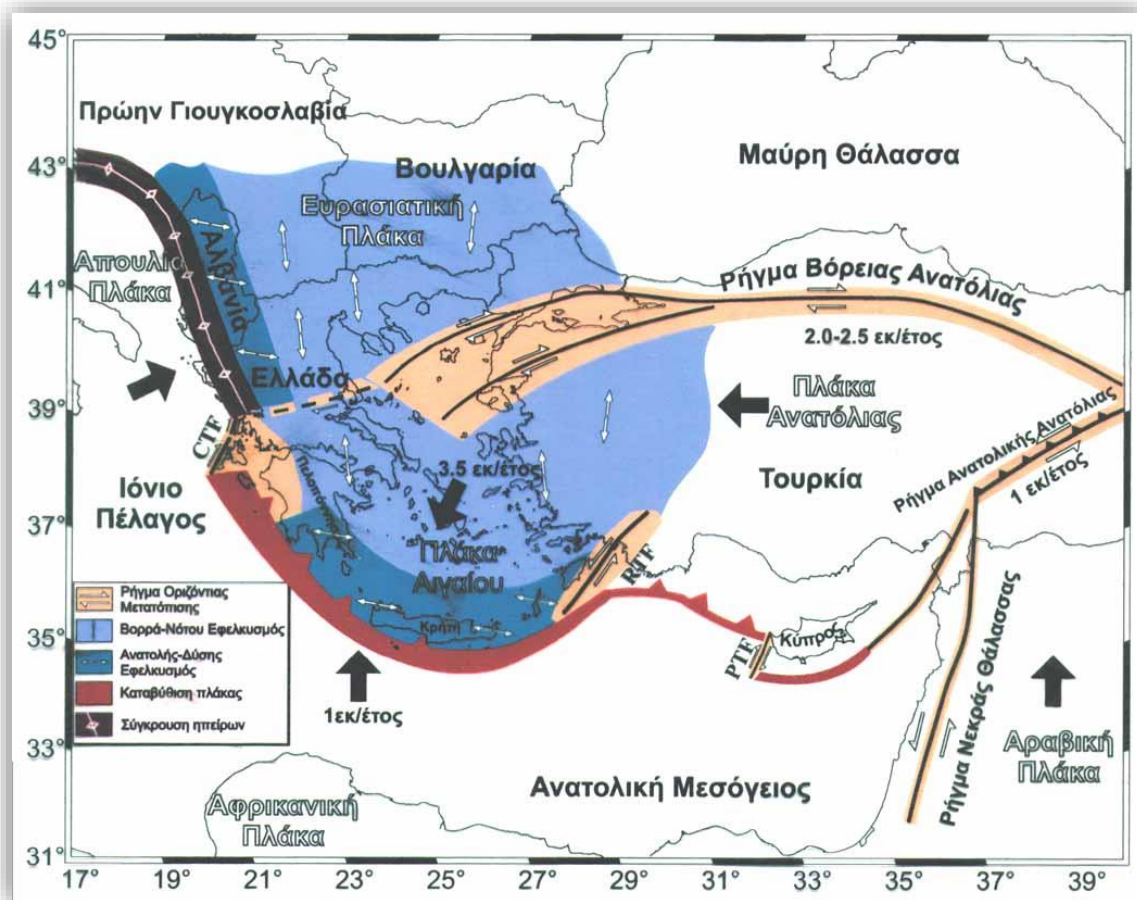 45°
43°
41°
39°
37°
35°
33°
31°
17°
19°
21°
23°
25°
27°
29°
31°
33°
35°
37°
39°
Πρώην Γιουγκοσλαβία
Βουλγαρία
Μαύρη Θάλασσα
Ευρασιατική
Πλάκα
Αλβανία
Απουλία
Πλάκα
Ρήγμα Βόρειας Ανατόλιας
2.0-2.5 εκ/έτος
Ελλάδα
Πλάκα
Ανατόλιας
CTF
Ρήγμα Ανατολικής Ανατόλιας
1 εκ/έτος
3.5 εκ/έτος
Πελοπόννησος
Τουρκία
Ιόνιο
Πέλαγος
Πλάκα
Αιγαίου
RTF
Κρήτη
Κύπρος
PTF
1εκ/έτος
Ρήγμα Νεκράς Θάλασσας
Αραβική
Πλάκα
Ανατολική Μεσόγειος
Αφρικανική
Πλάκα
Ρήγμα Οριζόντιας
Μετατόπισης
Βορρά-Νότου Εφελκυσμός
Ανατολής-Δύσης
Εφελκυσμός
Καταβύθιση πλάκας
Σύγκρουση ηπείρων